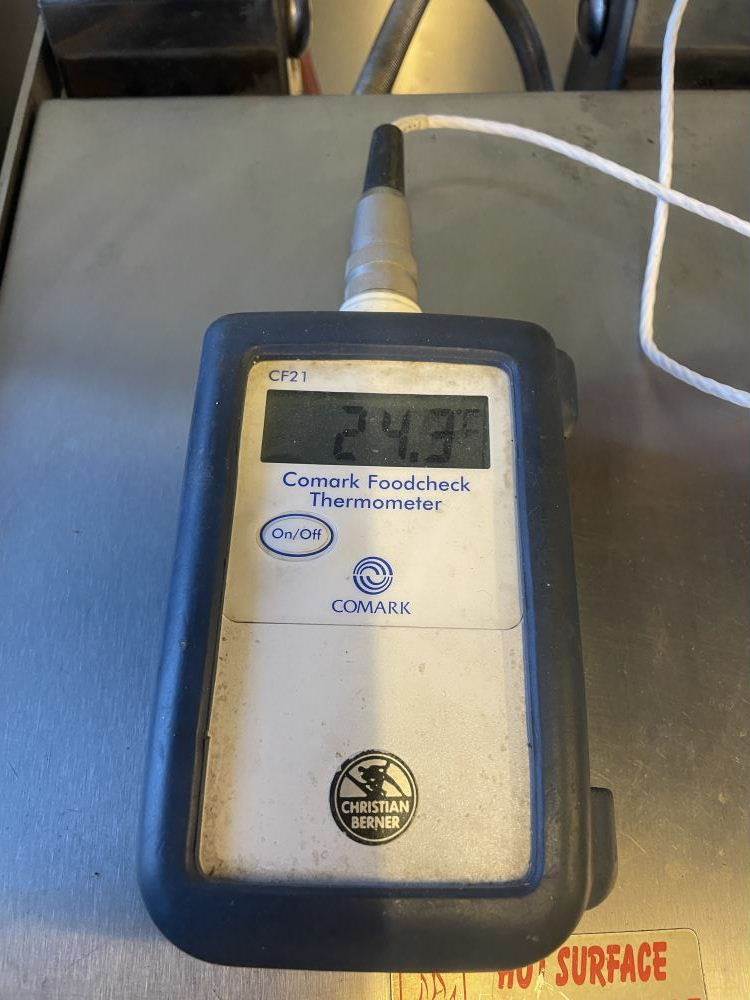 CF21
24.3
Comark Foodcheck
Thermometer
On/Off
COMARK
CHRISTIAN
BERNER
HOT SURFACE